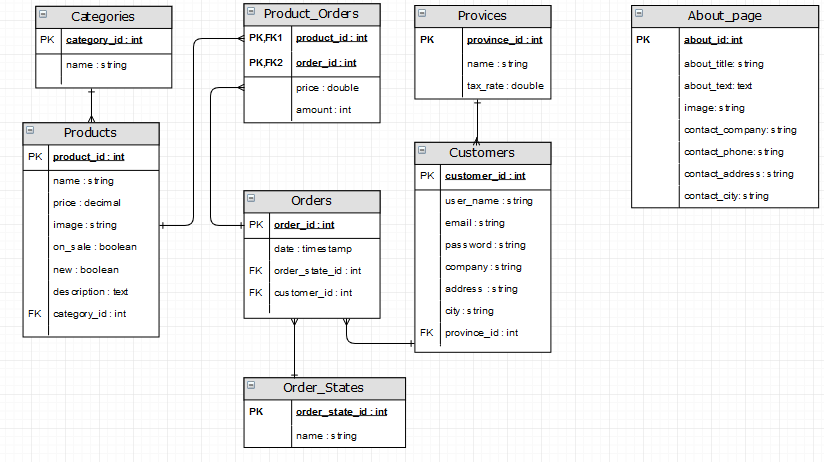 Categories
PK category_id : int
name : string
Products
PK product_id : int
name : string
price : decimal
image : string
on_sale : boolean
new : boolean
description : text
FK category_id : int
Product_Orders
PK,FK1 product_id : int
PK,FK2 order_id : int
price : double
amount : int
Orders
PK order_id : int
date : timestamp
FK order_state_id : int
FK customer_id : int
Order_States
PK order_state_id : int
name : string
Provices
PK province_id : int
name : string
tax_rate : double
Customers
PK customer_id : int
user_name : string
email : string
password : string
company : string
address : string
city : string
FK province_id : int
About_page
PK about_id: int
about_title: string
about_text: text
image: string
contact_company: string
contact_phone: string
contact_address: string
contact_city: string